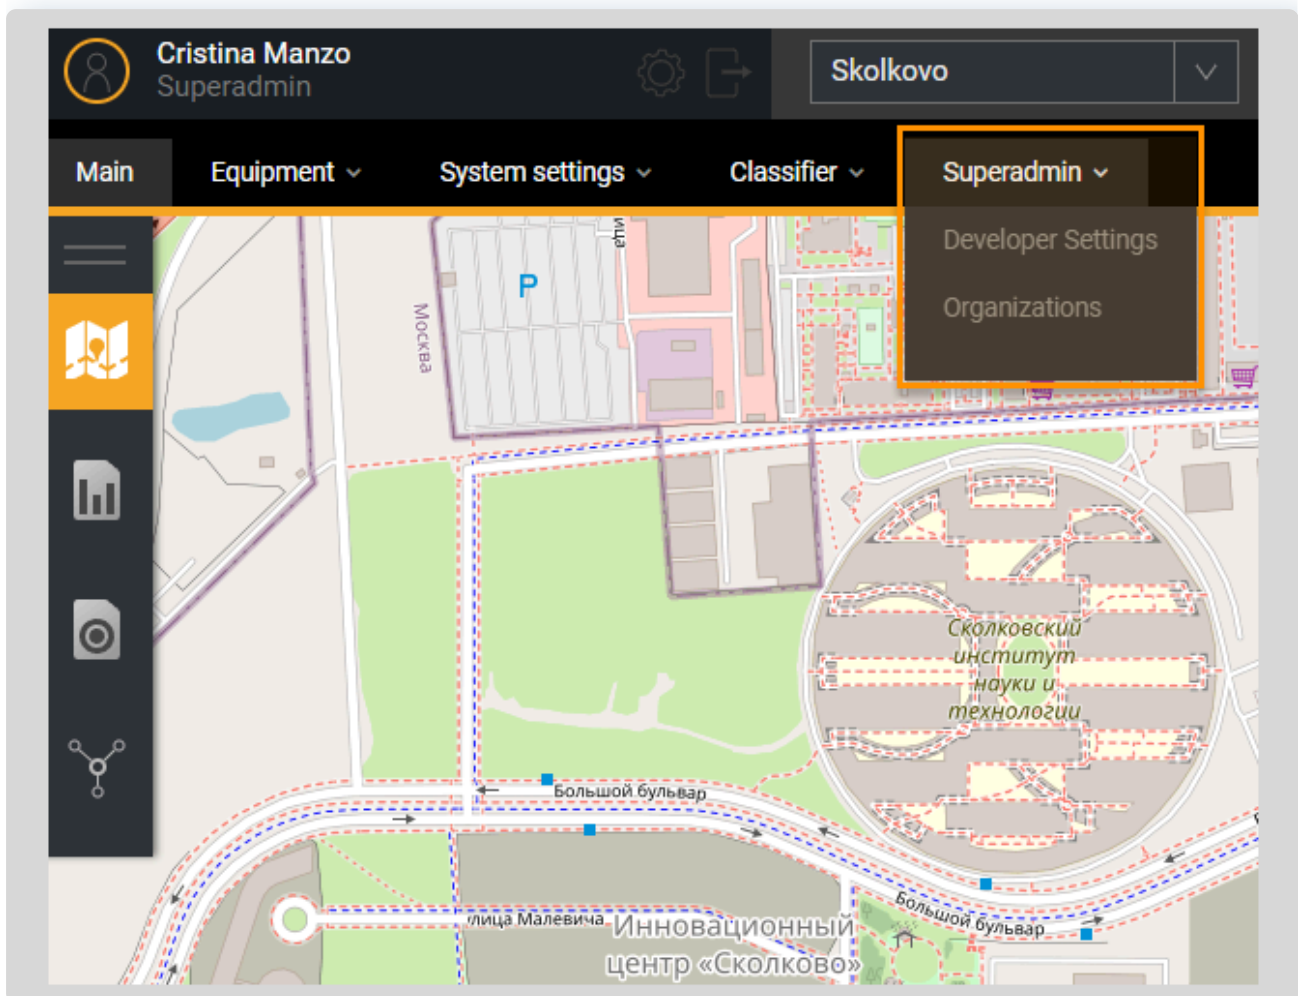 Cristina Manzo
Superadmin
Skolkovo
Main
Equipment
System settings
Classifier
Superadmin
Developer Settings
Organizations
P
Москва
Сколковский
институт
науки и
технологии
Большой бульвар
Большой бульвар
улица Малевича
Инновационный
центр «Сколково»